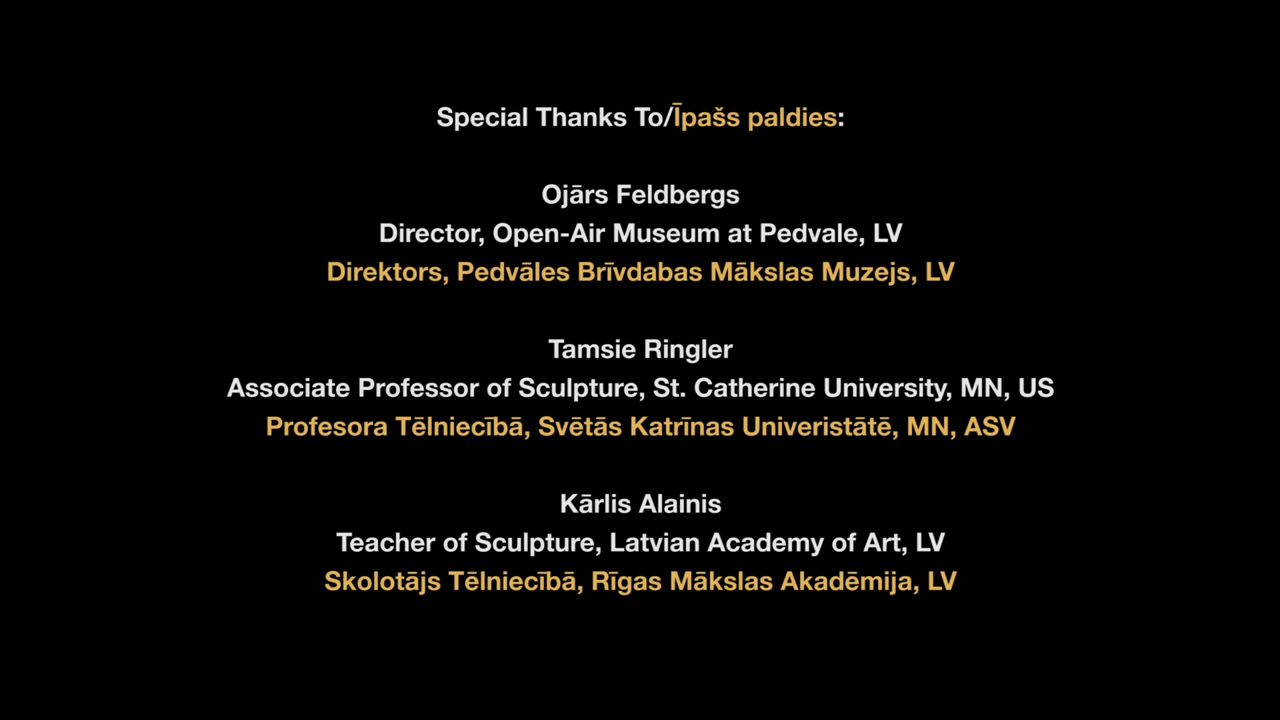 Special Thanks To/Īpašs paldies:
Ojārs Feldbergs
Director, Open-Air Museum at Pedvale, LV
Direktors, Pedvāles Brīvdabas Mākslas Muzejs, LV
Tamsie Ringler
Associate Professor of Sculpture, St. Catherine University, MN, US
Profesora Tēlniecībā, Svētās Katrīnas Univeristātē, MN, ASV
Kārlis Alainis
Teacher of Sculpture, Latvian Academy of Art, LV
Skolotājs Tēlniecībā, Rīgas Mākslas Akadēmija, LV